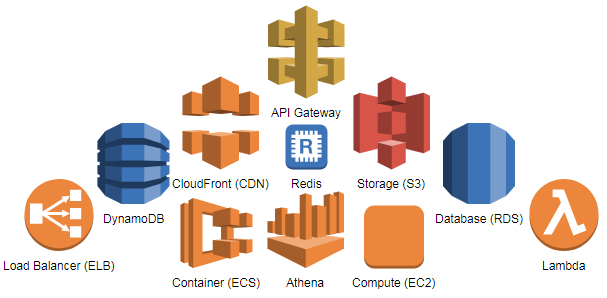 API Gateway
CloudFront (CDN)
R
Redis
Storage (S3)
DynamoDB
Database (RDS)
Load Balancer (ELB)
Lambda
Container (ECS)
Athena
Compute (EC2)